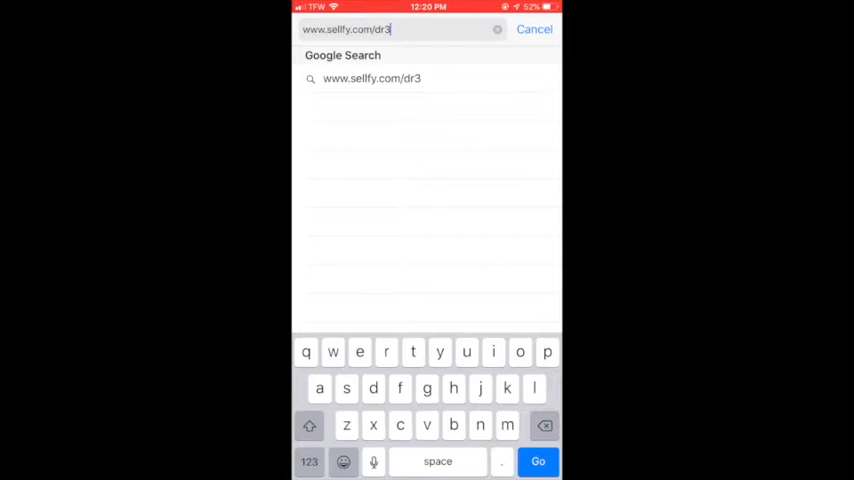 TFW 12:20 PM 52%
www.sellfy.com/dr3 Cancel
Google Search
www.sellfy.com/dr3
q w e r t y u i o p
a s d f g h j k l
z x c v b n m
123 space . Go